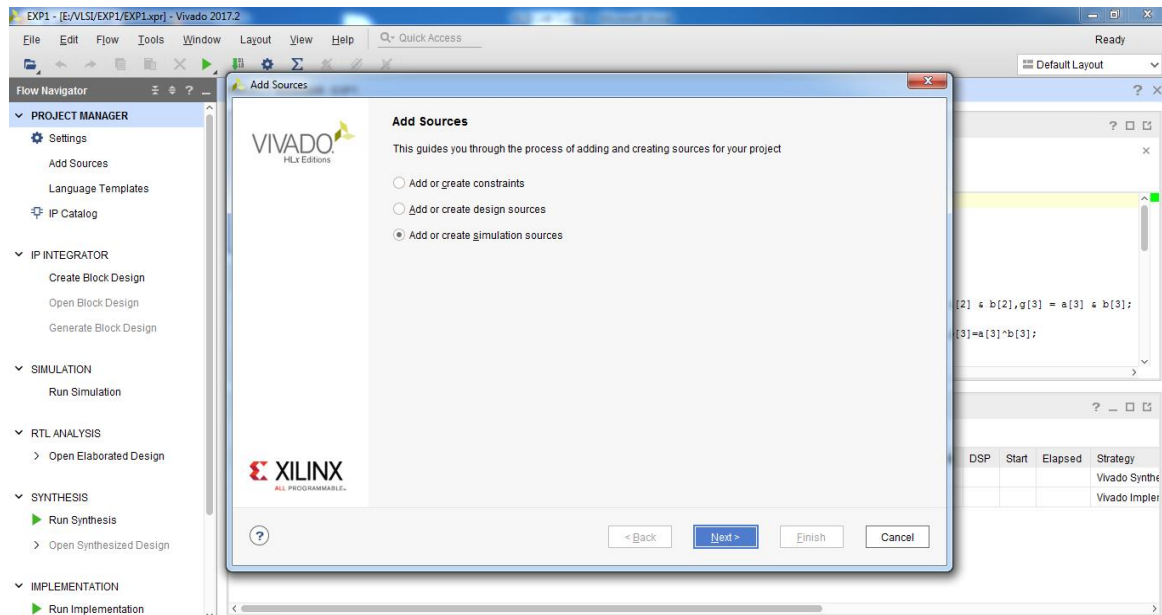 EXP1 - [E:/VLSI/EXP1/EXP1.xpr] - Vivado 2017.2
File Edit Flow Tools Window Layout View Help Quick Access
Ready
Default Layout
Flow Navigator
PROJECT MANAGER
Settings
Add Sources
Language Templates
IP Catalog
IP INTEGRATOR
Create Block Design
Open Block Design
Generate Block Design
SIMULATION
Run Simulation
RTL ANALYSIS
Open Elaborated Design
SYNTHESIS
Run Synthesis
Open Synthesized Design
IMPLEMENTATION
Run Implementation
Add Sources
VIVADO
HLx Editions
Add Sources
This guides you through the process of adding and creating sources for your project
Add or create constraints
Add or create design sources
Add or create simulation sources
XILINX
ALL PROGRAMMABLE
? < Back Next > Finish Cancel
[2] & b[2],g[3] = a[3] & b[3];
[3]=a[3]^b[3];
DSP Start Elapsed Strategy
Vivado Synthe
Vivado Impler